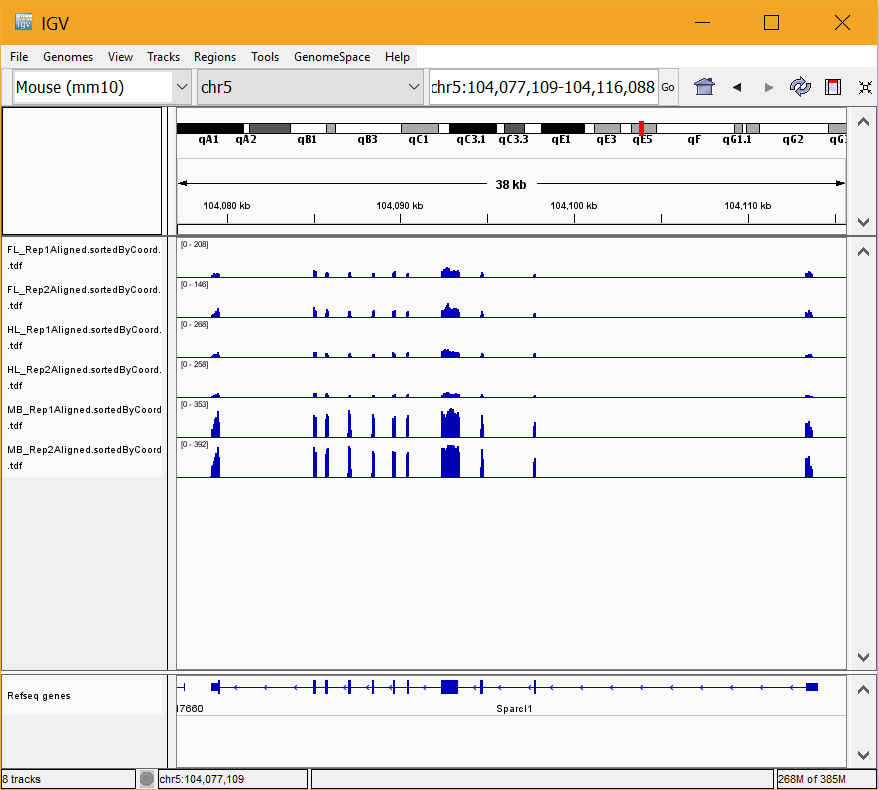 IGV
File Genomes View Tracks Regions Tools GenomeSpace Help
Mouse (mm10) chr5 chr5:104,077,109-104,116,088 Go
qA1 qA2 qB1 qB3 qC1 qC3.1 qC3.3 qE1 qE3 qE5 qF qG1.1 qG2
38 kb
104,080 kb 104,090 kb 104,100 kb 104,110 kb
FL_Rep1Aligned.sortedByCoord.
.tdf
[0 - 208]
FL_Rep2Aligned.sortedByCoord.
.tdf
[0 - 146]
HL_Rep1Aligned.sortedByCoord.
.tdf
[0 - 268]
HL_Rep2Aligned.sortedByCoord.
.tdf
[0 - 258]
MB_Rep1Aligned.sortedByCoord
.tdf
[0 - 353]
MB_Rep2Aligned.sortedByCoord
.tdf
[0 - 392]
Refseq genes
17660 Sparcl1
8 tracks chr5:104,077,109 268M of 385M